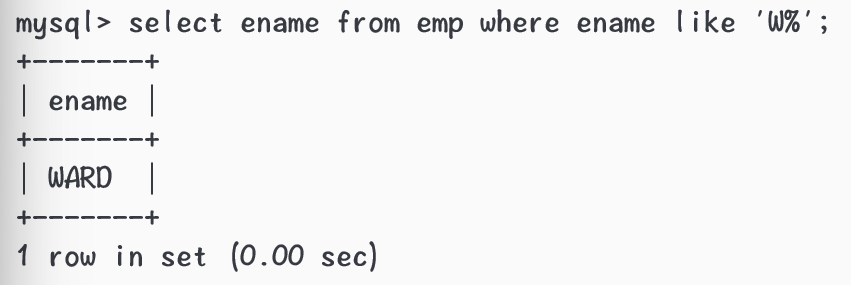 mysql> select ename from emp where ename like 'W%';
+-------+
| ename |
+-------+
| WARD  |
+-------+
1 row in set (0.00 sec)